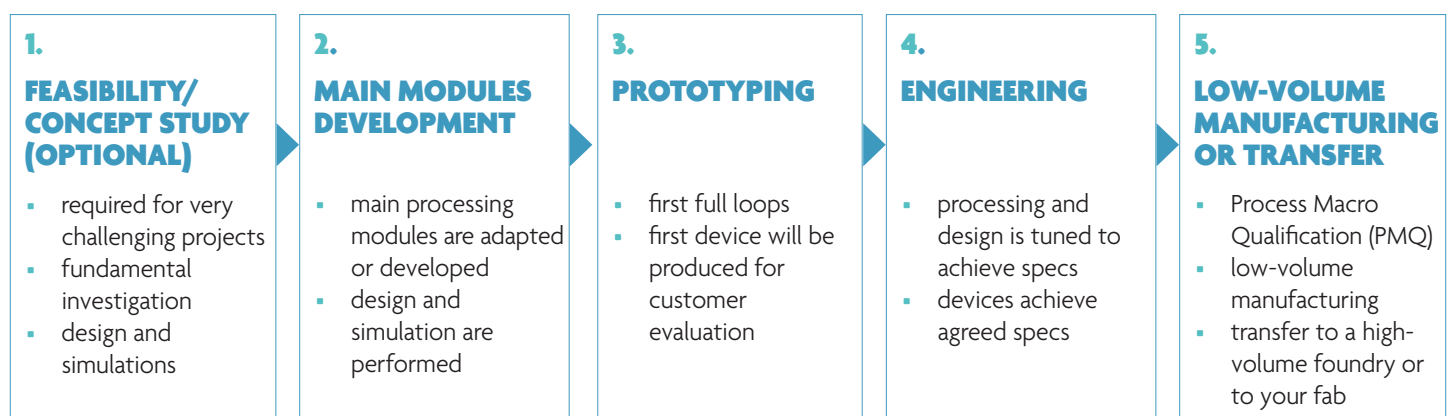 1.
FEASIBILITY/
CONCEPT STUDY
(OPTIONAL)
▪ required for very
challenging projects
▪ fundamental
investigation
▪ design and
simulations
2.
MAIN MODULES
DEVELOPMENT
▪ main processing
modules are adapted
or developed
▪ design and
simulation are
performed
3.
PROTOTYPING
▪ first full loops
▪ first device will be
produced for
customer
evaluation
4.
ENGINEERING
▪ processing and
design is tuned to
achieve specs
▪ devices achieve
agreed specs
5.
LOW-VOLUME
MANUFACTURING
OR TRANSFER
▪ Process Macro
Qualification (PMQ)
▪ low-volume
manufacturing
▪ transfer to a high-
volume foundry or
to your fab